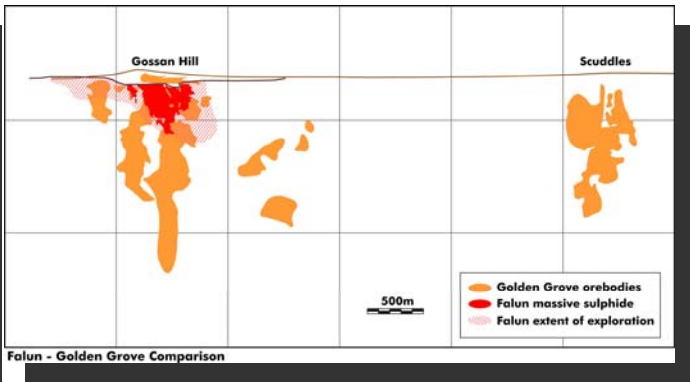 Gossan Hill
Scuddles
500m
Golden Grove orebodies
Falun massive sulphide
Falun extent of exploration
Falun - Golden Grove Comparison